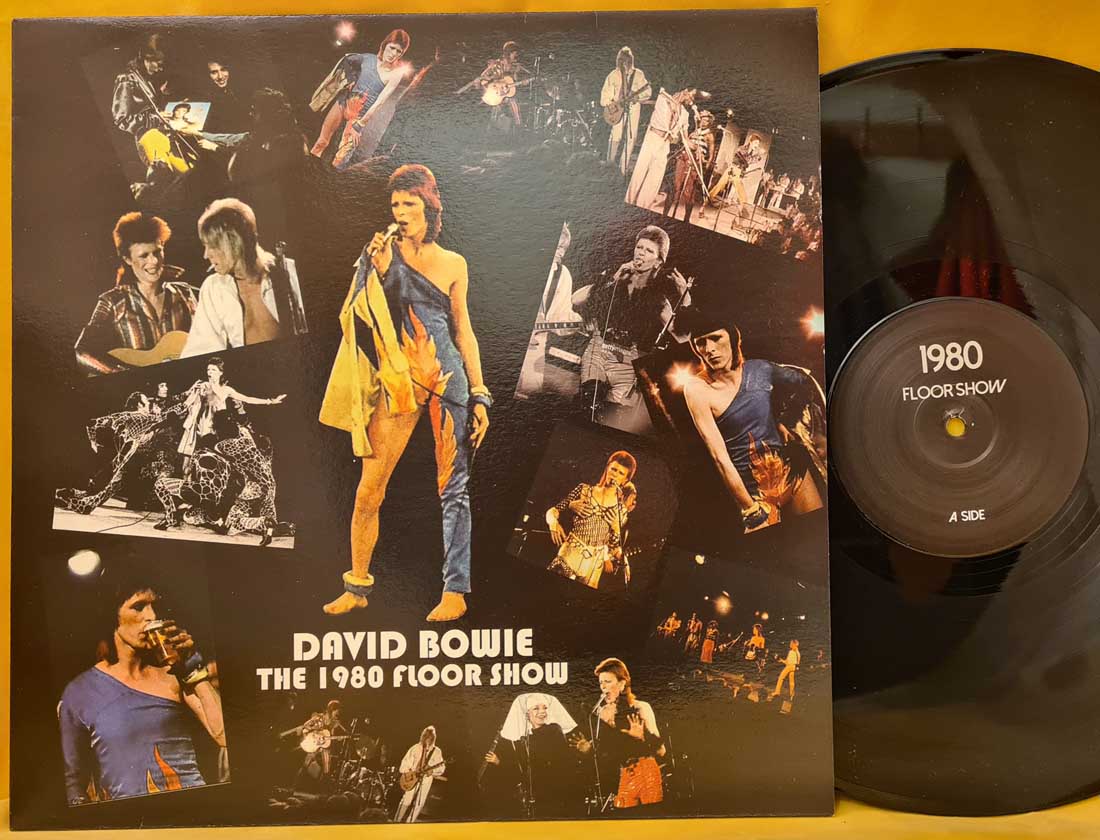 DAVID BOWIE
THE 1980 FLOOR SHOW
1980
FLOOR SHOW
A SIDE